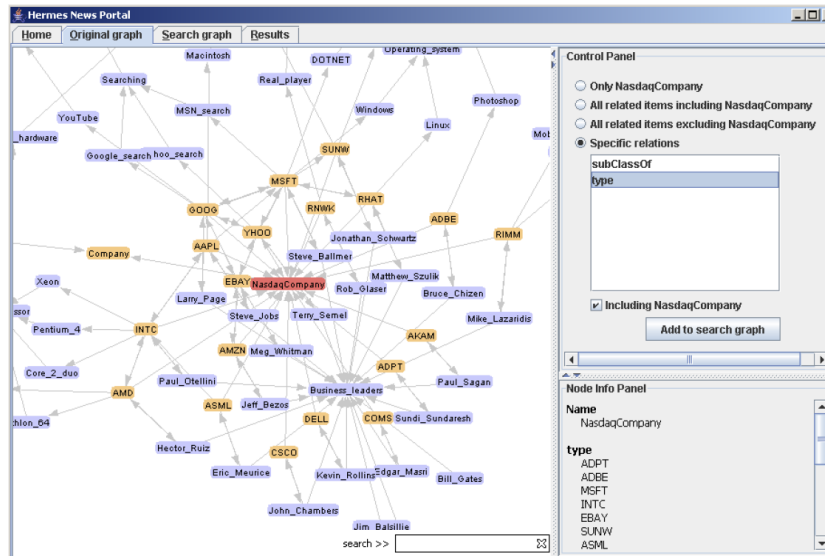 Hermes News Portal
Home Original graph Search graph Results
Macintosh
DOTNET
Operating_system
Searching
Real_player
Photoshop
YouTube
MSN_search
Windows
Linux
_hardware
Google_search
hoo_search
SUNW
MSFT
RHAT
GOOG
RNWK
ADBE
YHOO
Jonathan_Schwartz
RIMM
AAPL
Company
Steve_Ballmer
Xeon
EBAY
NasdaqCompany
Matthew_Szulik
Larry_Page
Rob_Glaser
Bruce_Chizen
ssor
Steve_Jobs
Terry_Semel
Mike_Lazaridis
Pentium_4
INTC
AKAM
AMZN
Meg_Whitman
Core_2_duo
Paul_Otellini
ADPT
Paul_Sagan
AMD
Business_leaders
ASML
Jeff_Bezos
thlon_64
DELL
COMS
Sundi_Sundaresh
Hector_Ruiz
CSCO
Eric_Meurice
Kevin_Rollins
Edgar_Masri
Bill_Gates
John_Chambers
Jim_Balsillie
search >>
Mob
Control Panel
Only NasdaqCompany
All related items including NasdaqCompany
All related items excluding NasdaqCompany
Specific relations
subClassOf
type
Including NasdaqCompany
Add to search graph
Node Info Panel
Name
NasdaqCompany
type
ADPT
ADBE
MSFT
INTC
EBAY
SUNW
ASML